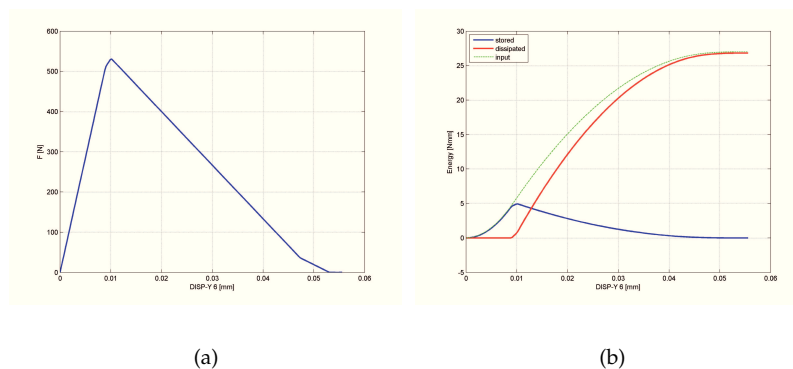 600
500
400
300
200
100
0
F [N]
0 0.01 0.02 0.03 0.04 0.05 0.06
DISP-Y 6 [mm]
(a)
30
25
20
15
10
5
0
-5
Energy [Nmm]
stored
dissipated
input
0 0.01 0.02 0.03 0.04 0.05 0.06
DISP-Y 6 [mm]
(b)